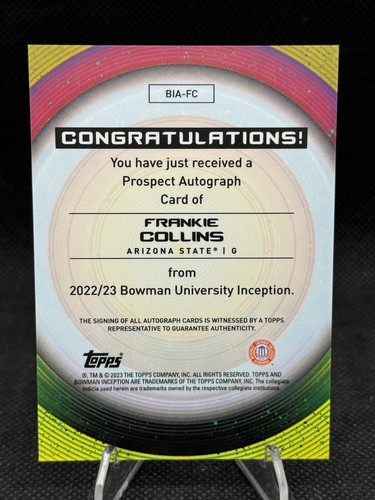 BIA-FC
CONGRATULATIONS!
You have just received a
Prospect Autograph
Card of
FRANKIE
COLLINS
ARIZONA STATE® | G
from
2022/23 Bowman University Inception.
THE SIGNING OF ALL AUTOGRAPH CARDS IS WITNESSED BY A TOPPS
REPRESENTATIVE TO GUARANTEE AUTHENTICITY.
Topps®
®, TM & © 2023 THE TOPPS COMPANY, INC. ALL RIGHTS RESERVED. TOPPS AND
BOWMAN INCEPTION ARE TRADEMARKS OF THE TOPPS COMPANY, INC. The collegiate
indicia used herein are trademarks owned by the respective collegiate institutions.